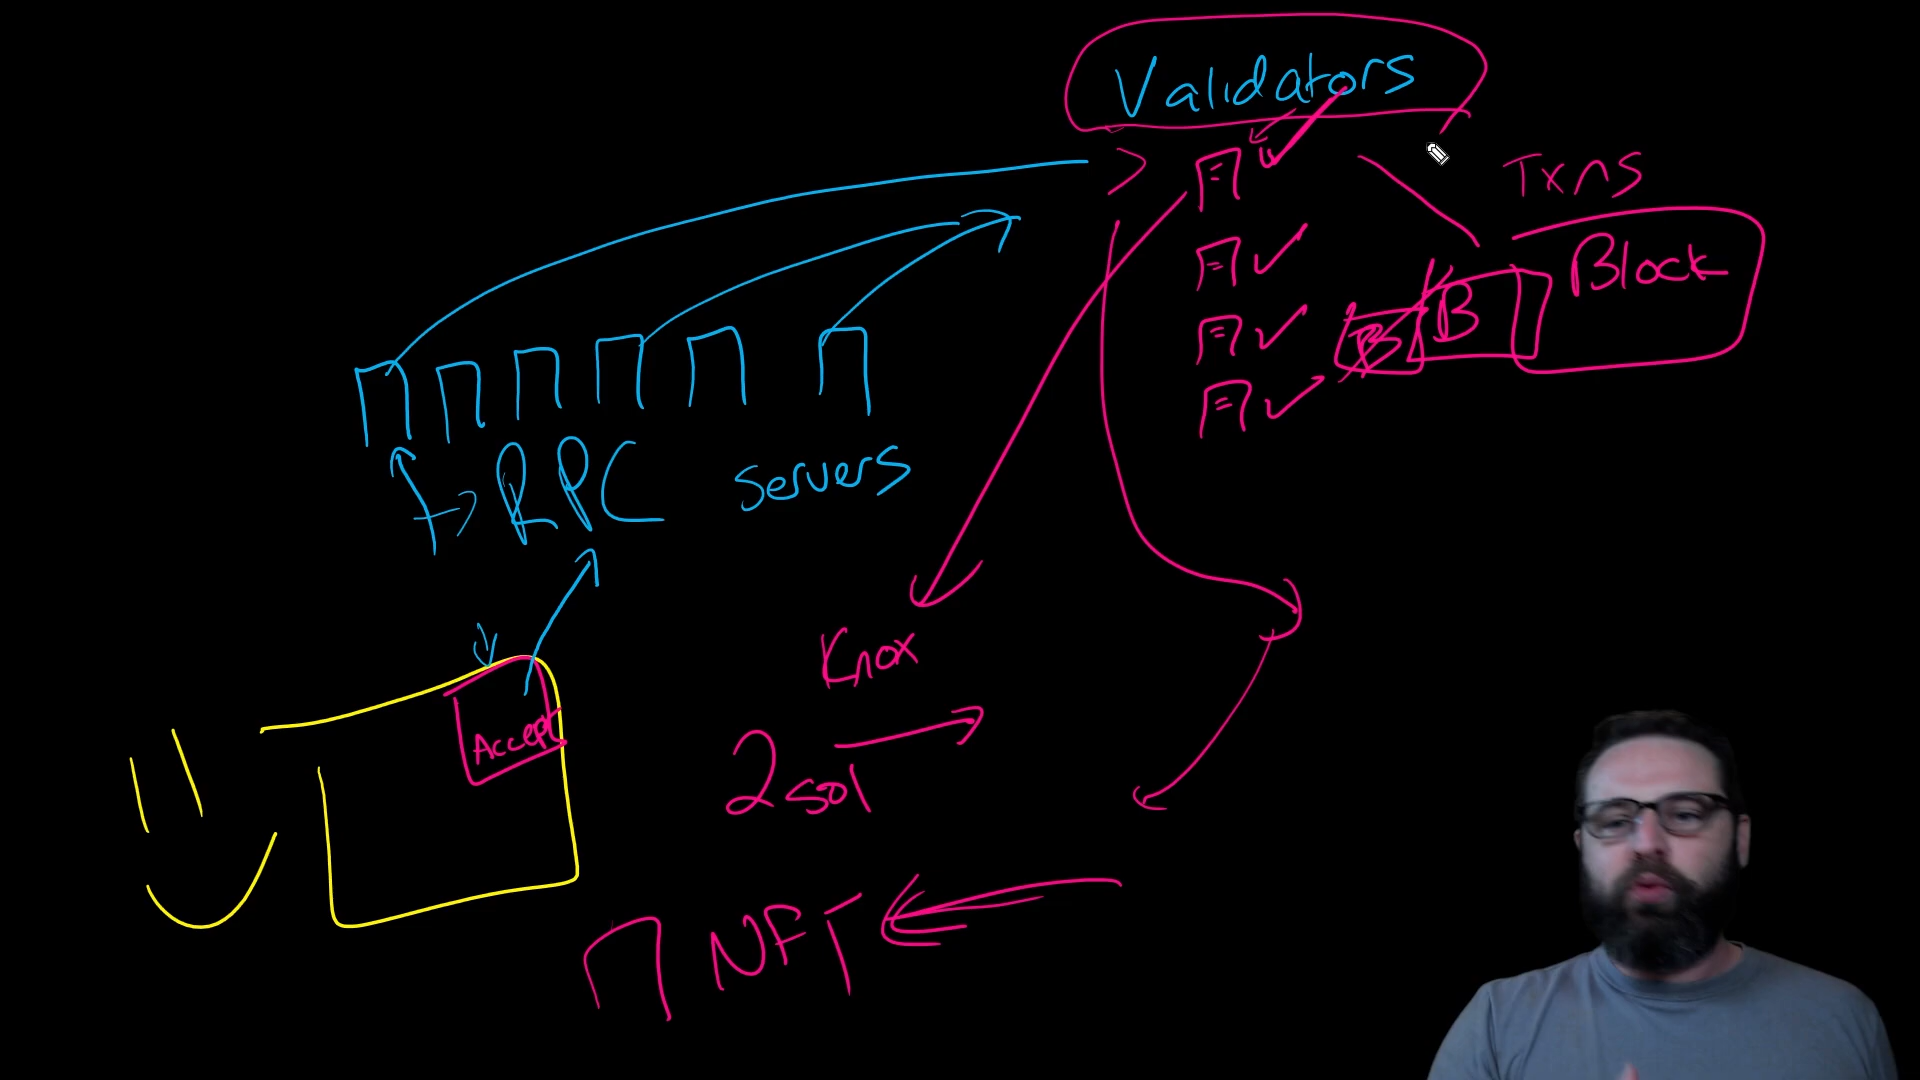 Validators
Txns
Block
B
B
RPC servers
Knox
Accept
2 sol
NFT